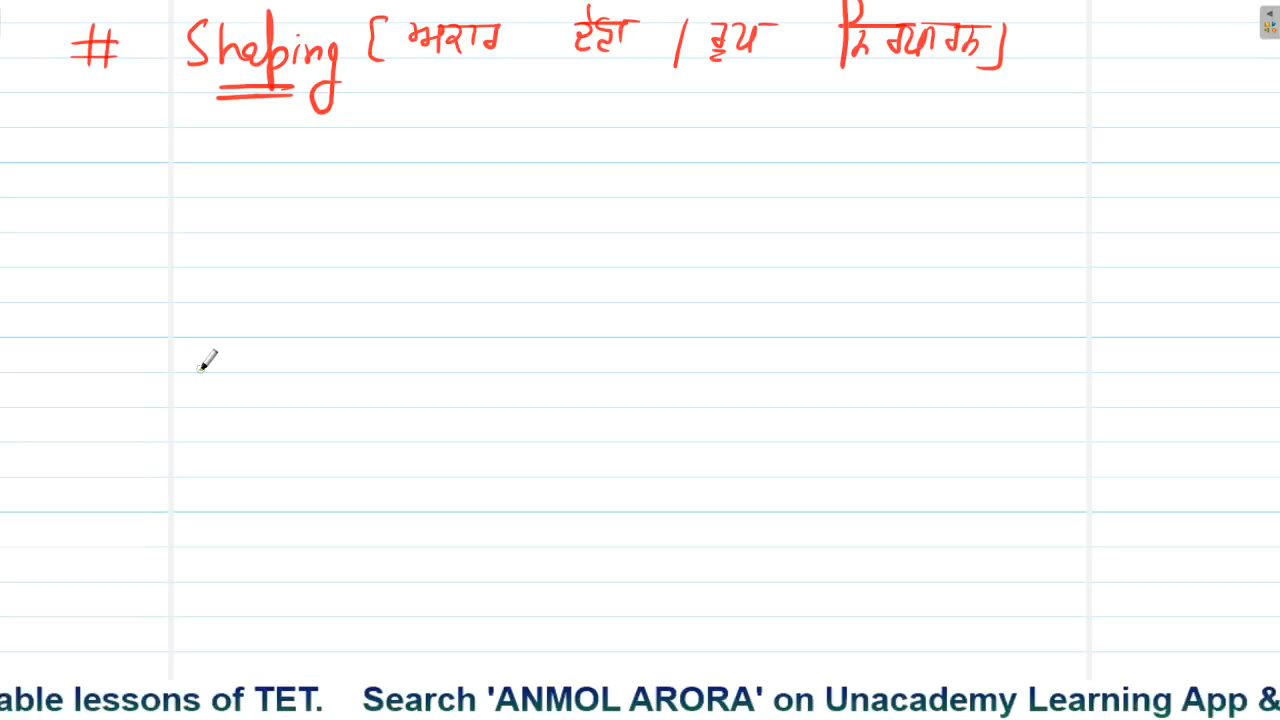 # Shaping [ ਅਕਾਰ ਦੇਣਾ / ਰੂਪ ਨਿਰਧਾਰਨ ]
able lessons of TET. Search 'ANMOL ARORA' on Unacademy Learning App &